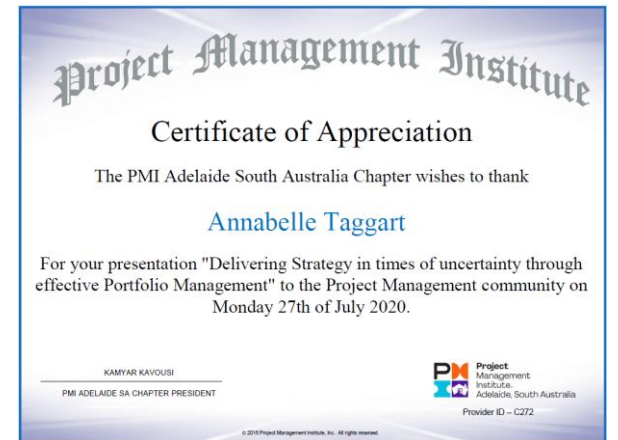 Project Management Institute
Certificate of Appreciation
The PMI Adelaide South Australia Chapter wishes to thank
Annabelle Taggart
For your presentation "Delivering Strategy in times of uncertainty through
effective Portfolio Management" to the Project Management community on
Monday 27th of July 2020.
KAMYAR KAVOUSI
PMI ADELAIDE SA CHAPTER PRESIDENT
Project
Management
Institute.
Adelaide, South Australia
Provider ID – C272
© 2016 Project Management Institute, Inc. All rights reserved.